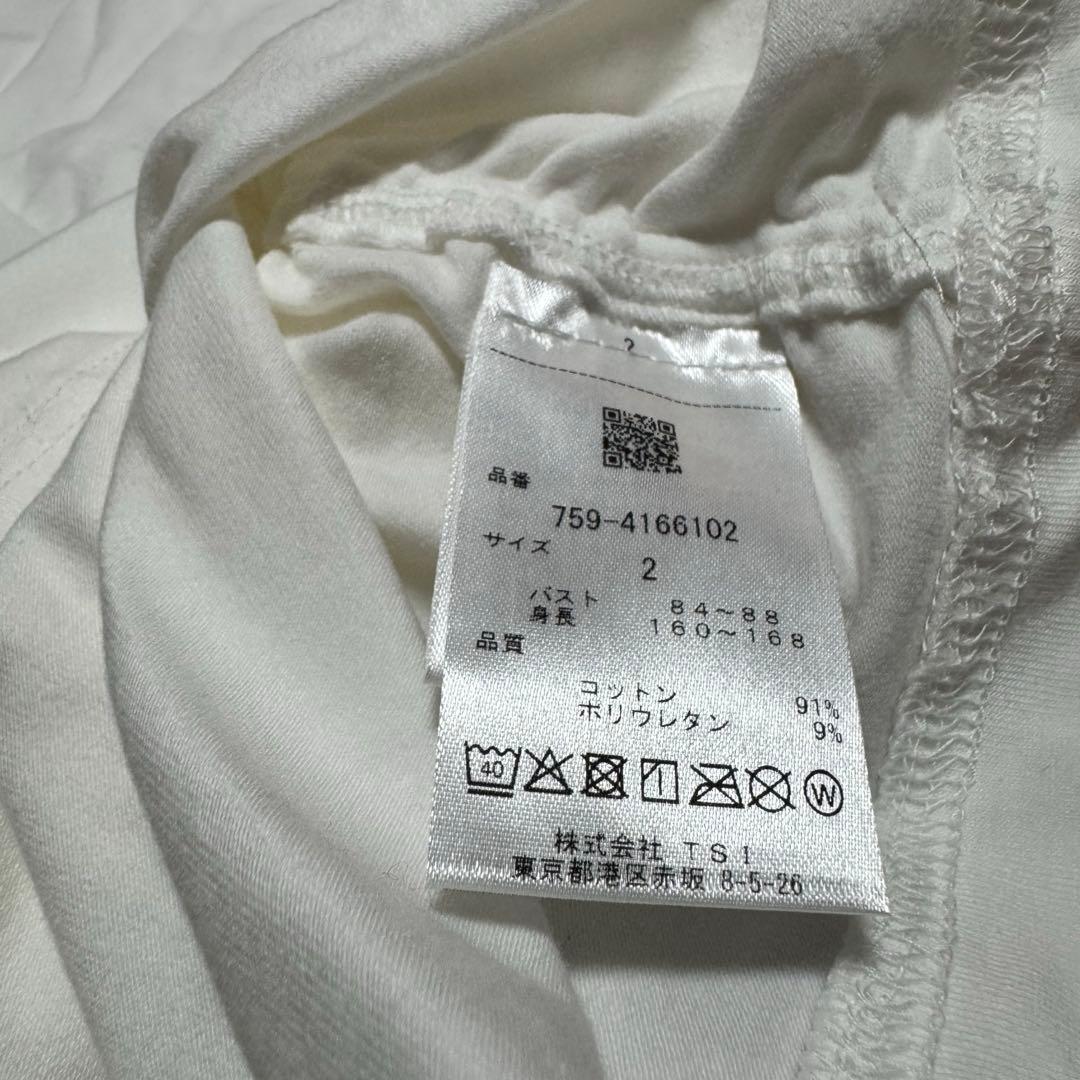 2
品番
759-4166102
サイズ
2
バスト 84~88
身長 160~168
品質
コットン 91%
ポリウレタン 9%
40 W
株式会社 TSI
東京都港区赤坂 8-5-26